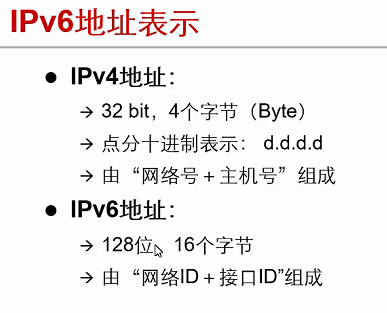 IPv6地址表示
● IPv4地址：
→ 32 bit，4个字节（Byte）
→ 点分十进制表示： d.d.d.d
→ 由“网络号＋主机号”组成
● IPv6地址：
→ 128位，16个字节
→ 由“网络ID＋接口ID”组成